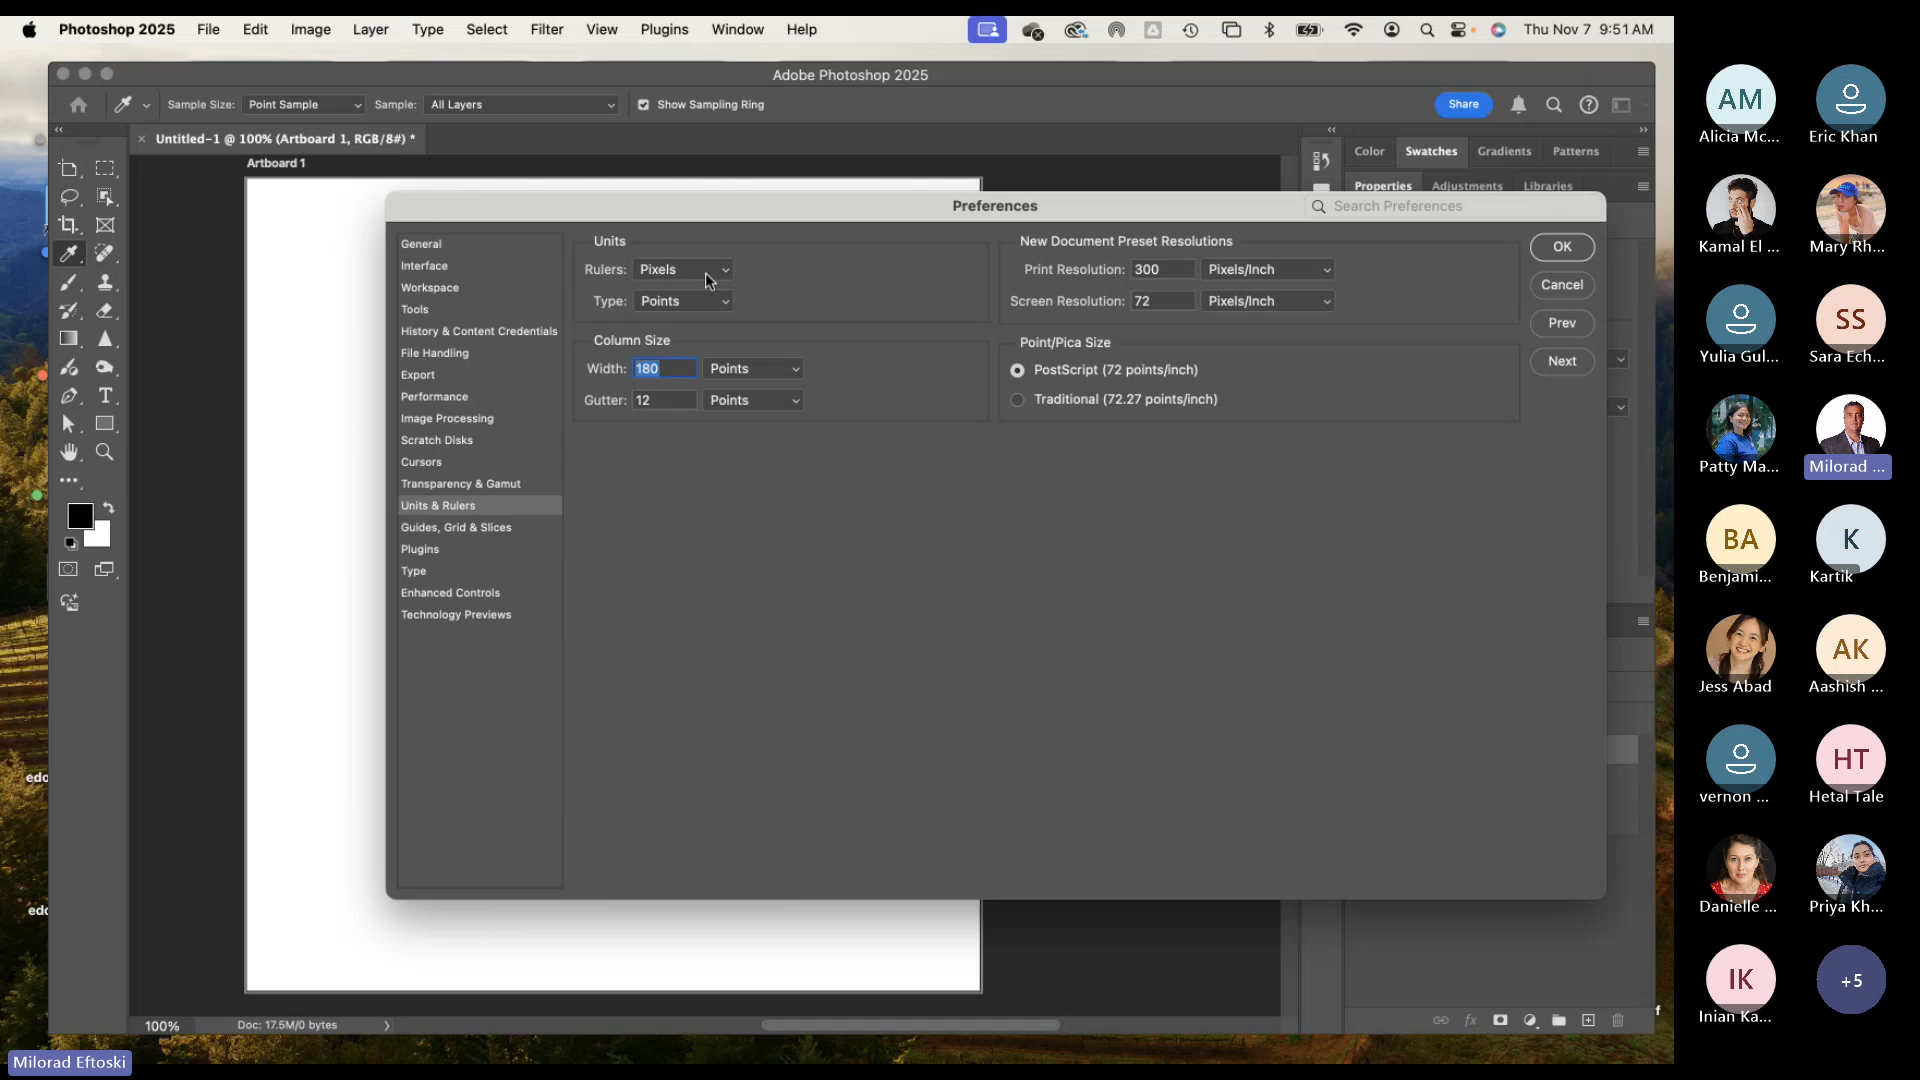 Photoshop 2025 File Edit Image Layer Type Select Filter View Plugins Window Help Thu Nov 7 9:51 AM
Adobe Photoshop 2025
Sample Size: Point Sample Sample: All Layers Show Sampling Ring Share
Untitled-1 @ 100% (Artboard 1, RGB/8#) *
Artboard 1
Color Swatches Gradients Patterns
Properties Adjustments Libraries
Preferences
Search Preferences
General
Interface
Workspace
Tools
History & Content Credentials
File Handling
Export
Performance
Image Processing
Scratch Disks
Cursors
Transparency & Gamut
Units & Rulers
Guides, Grid & Slices
Plugins
Type
Enhanced Controls
Technology Previews
Units
Rulers: Pixels
Type: Points
Column Size
Width: 180 Points
Gutter: 12 Points
New Document Preset Resolutions
Print Resolution: 300 Pixels/Inch
Screen Resolution: 72 Pixels/Inch
Point/Pica Size
PostScript (72 points/inch)
Traditional (72.27 points/inch)
OK
Cancel
Prev
Next
edo
edo
f
fx
100% Doc: 17.5M/0 bytes
Milorad Eftoski
AM
Alicia Mc... Eric Khan
Kamal El ... Mary Rh...
SS
Yulia Gul... Sara Ech...
Patty Ma... Milorad ...
BA K
Benjami... Kartik
AK
Jess Abad Aashish ...
HT
vernon ... Hetal Tale
Danielle ... Priya Kh...
IK +5
Inian Ka...